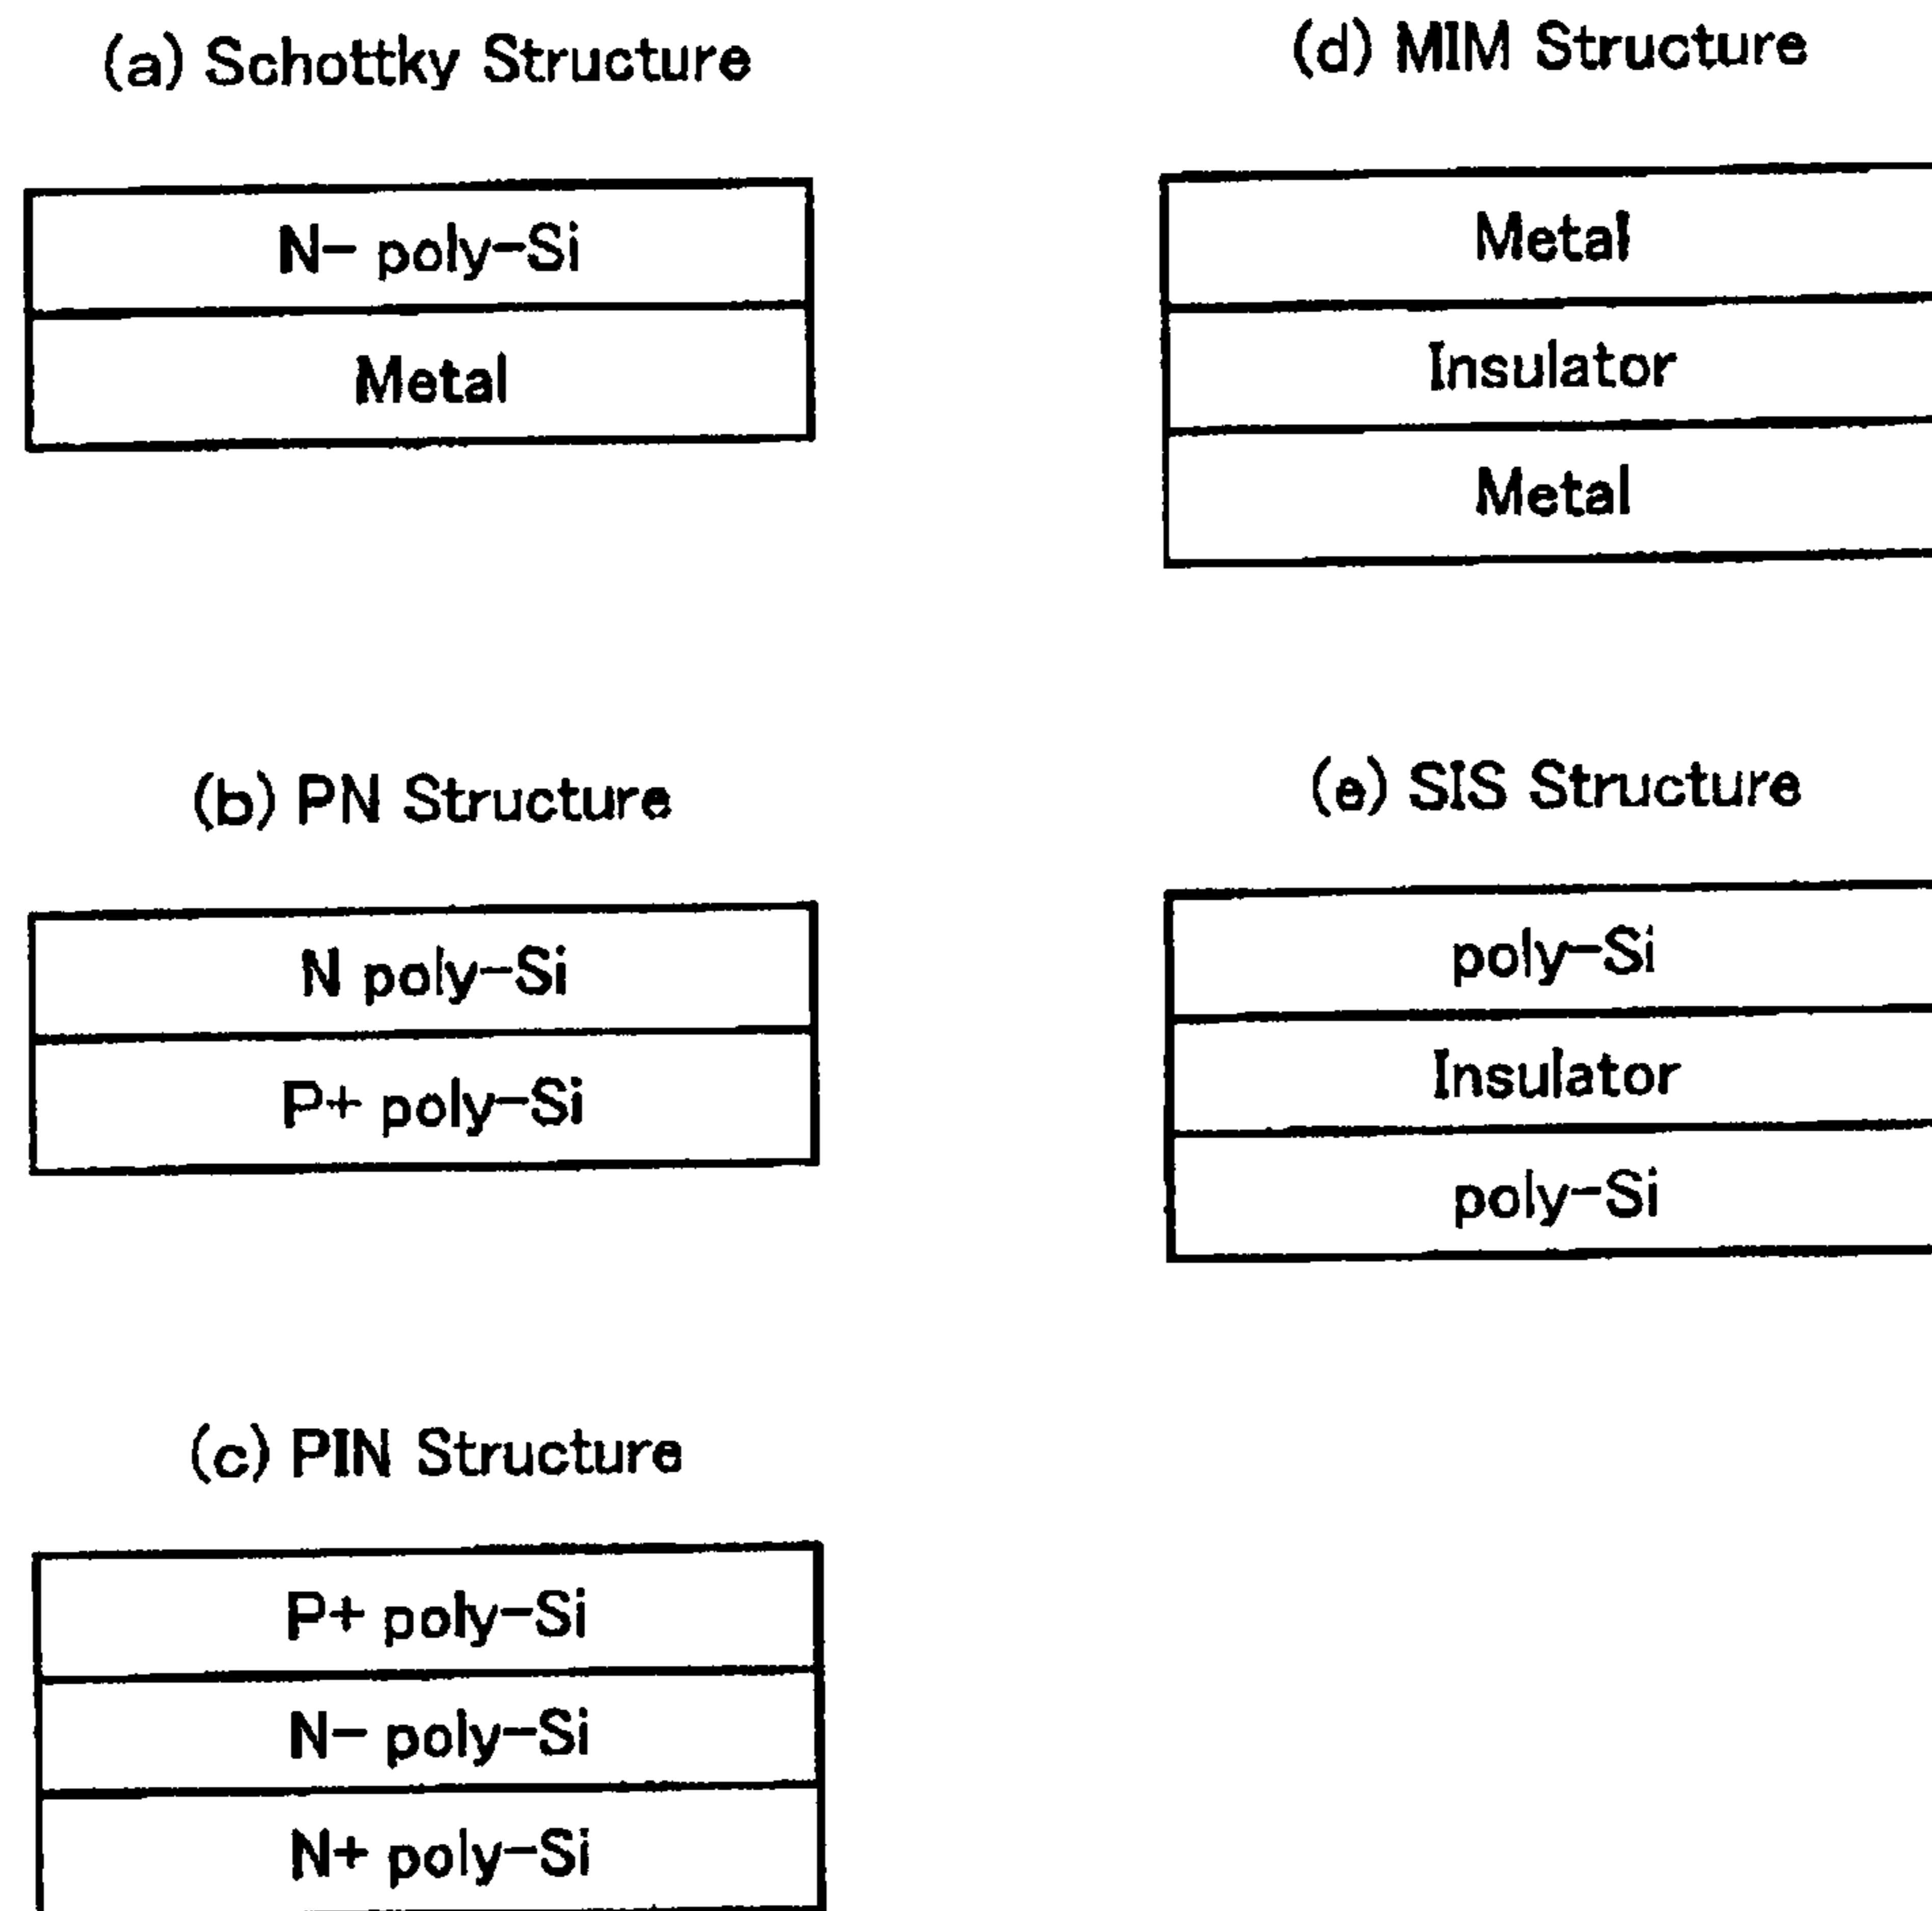 (a) Schottky Structure
N- poly-Si
Metal
(b) PN Structure
N poly-Si
P+ poly-Si
(c) PIN Structure
P+ poly-Si
N- poly-Si
N+ poly-Si
(d) MIM Structure
Metal
Insulator
Metal
(e) SIS Structure
poly-Si
Insulator
poly-Si